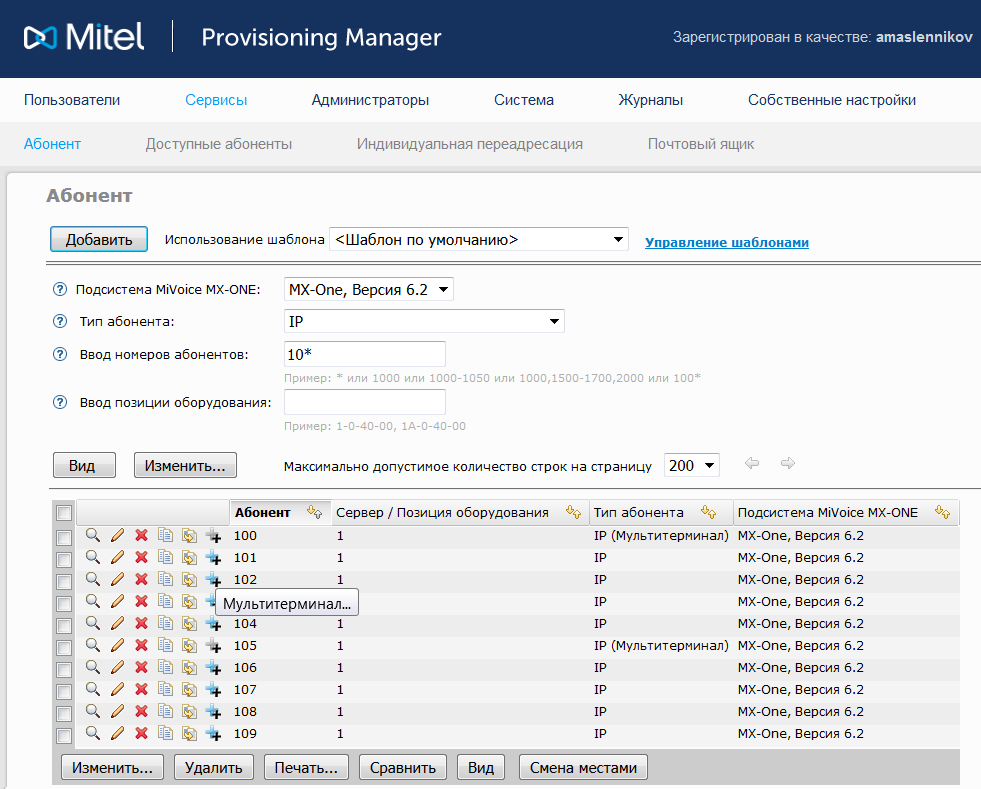 Mitel Provisioning Manager Зарегистрирован в качестве: amaslennikov
Пользователи Сервисы Администраторы Система Журналы Собственные настройки
Абонент Доступные абоненты Индивидуальная переадресация Почтовый ящик
Абонент
Добавить Использование шаблона <Шаблон по умолчанию> Управление шаблонами
? Подсистема MiVoice MX-ONE: MX-One, Версия 6.2
? Тип абонента: IP
? Ввод номеров абонентов: 10*
Пример: * или 1000 или 1000-1050 или 1000,1500-1700,2000 или 100*
? Ввод позиции оборудования:
Пример: 1-0-40-00, 1A-0-40-00
Вид Изменить... Максимально допустимое количество строк на страницу 200
Абонент Сервер / Позиция оборудования Тип абонента Подсистема MiVoice MX-ONE
100 1 IP (Мультитерминал) MX-One, Версия 6.2
101 1 IP MX-One, Версия 6.2
102 1 IP MX-One, Версия 6.2
Мультитерминал... IP MX-One, Версия 6.2
104 1 IP MX-One, Версия 6.2
105 1 IP (Мультитерминал) MX-One, Версия 6.2
106 1 IP MX-One, Версия 6.2
107 1 IP MX-One, Версия 6.2
108 1 IP MX-One, Версия 6.2
109 1 IP MX-One, Версия 6.2
Изменить... Удалить Печать... Сравнить Вид Смена местами